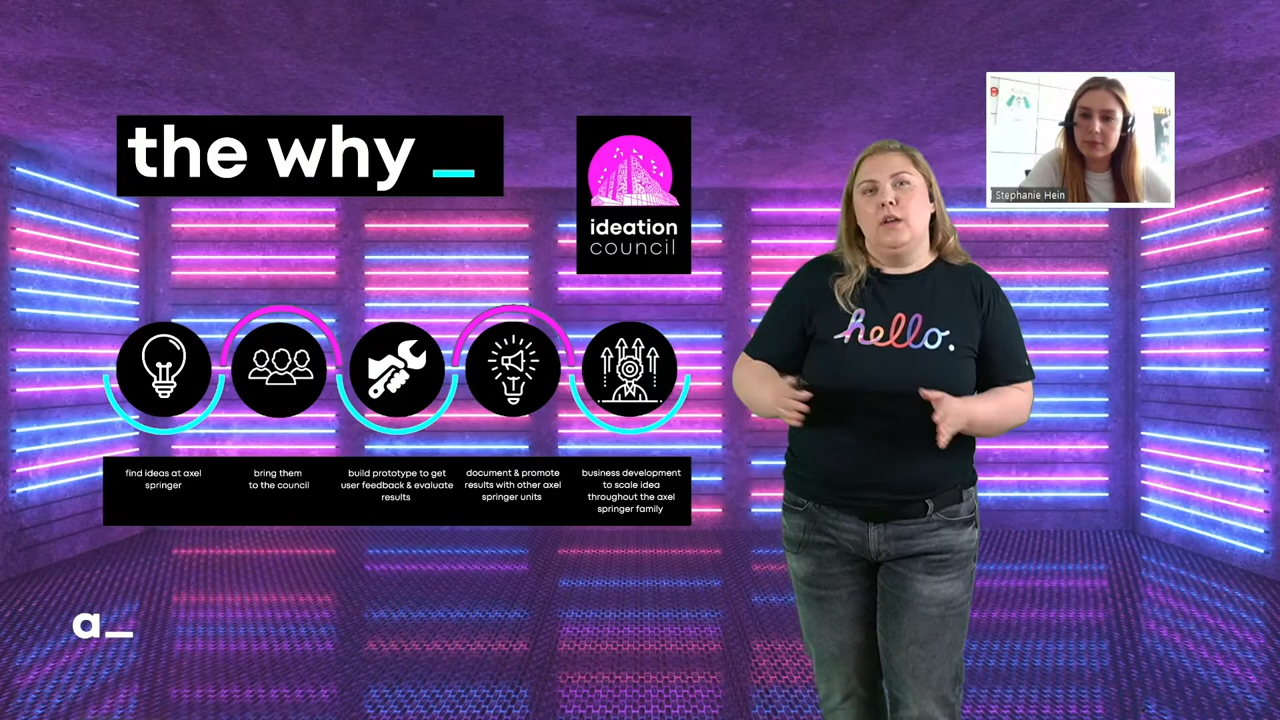 the why _
ideation
council
Stephanie Hein
hello.
find ideas at axel
springer
bring them
to the council
build prototype to get
user feedback & evaluate
results
document & promote
results with other axel
springer units
business development
to scale idea
throughout the axel
springer family
a_